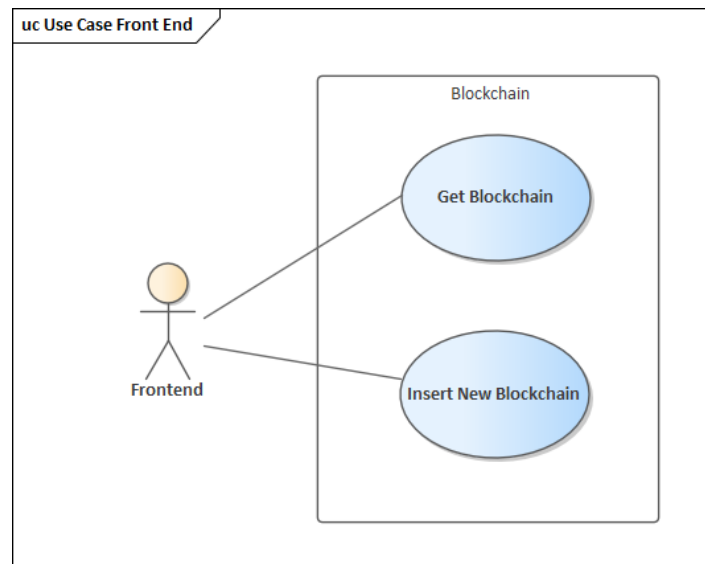 uc Use Case Front End
Blockchain
Get Blockchain
Frontend
Insert New Blockchain